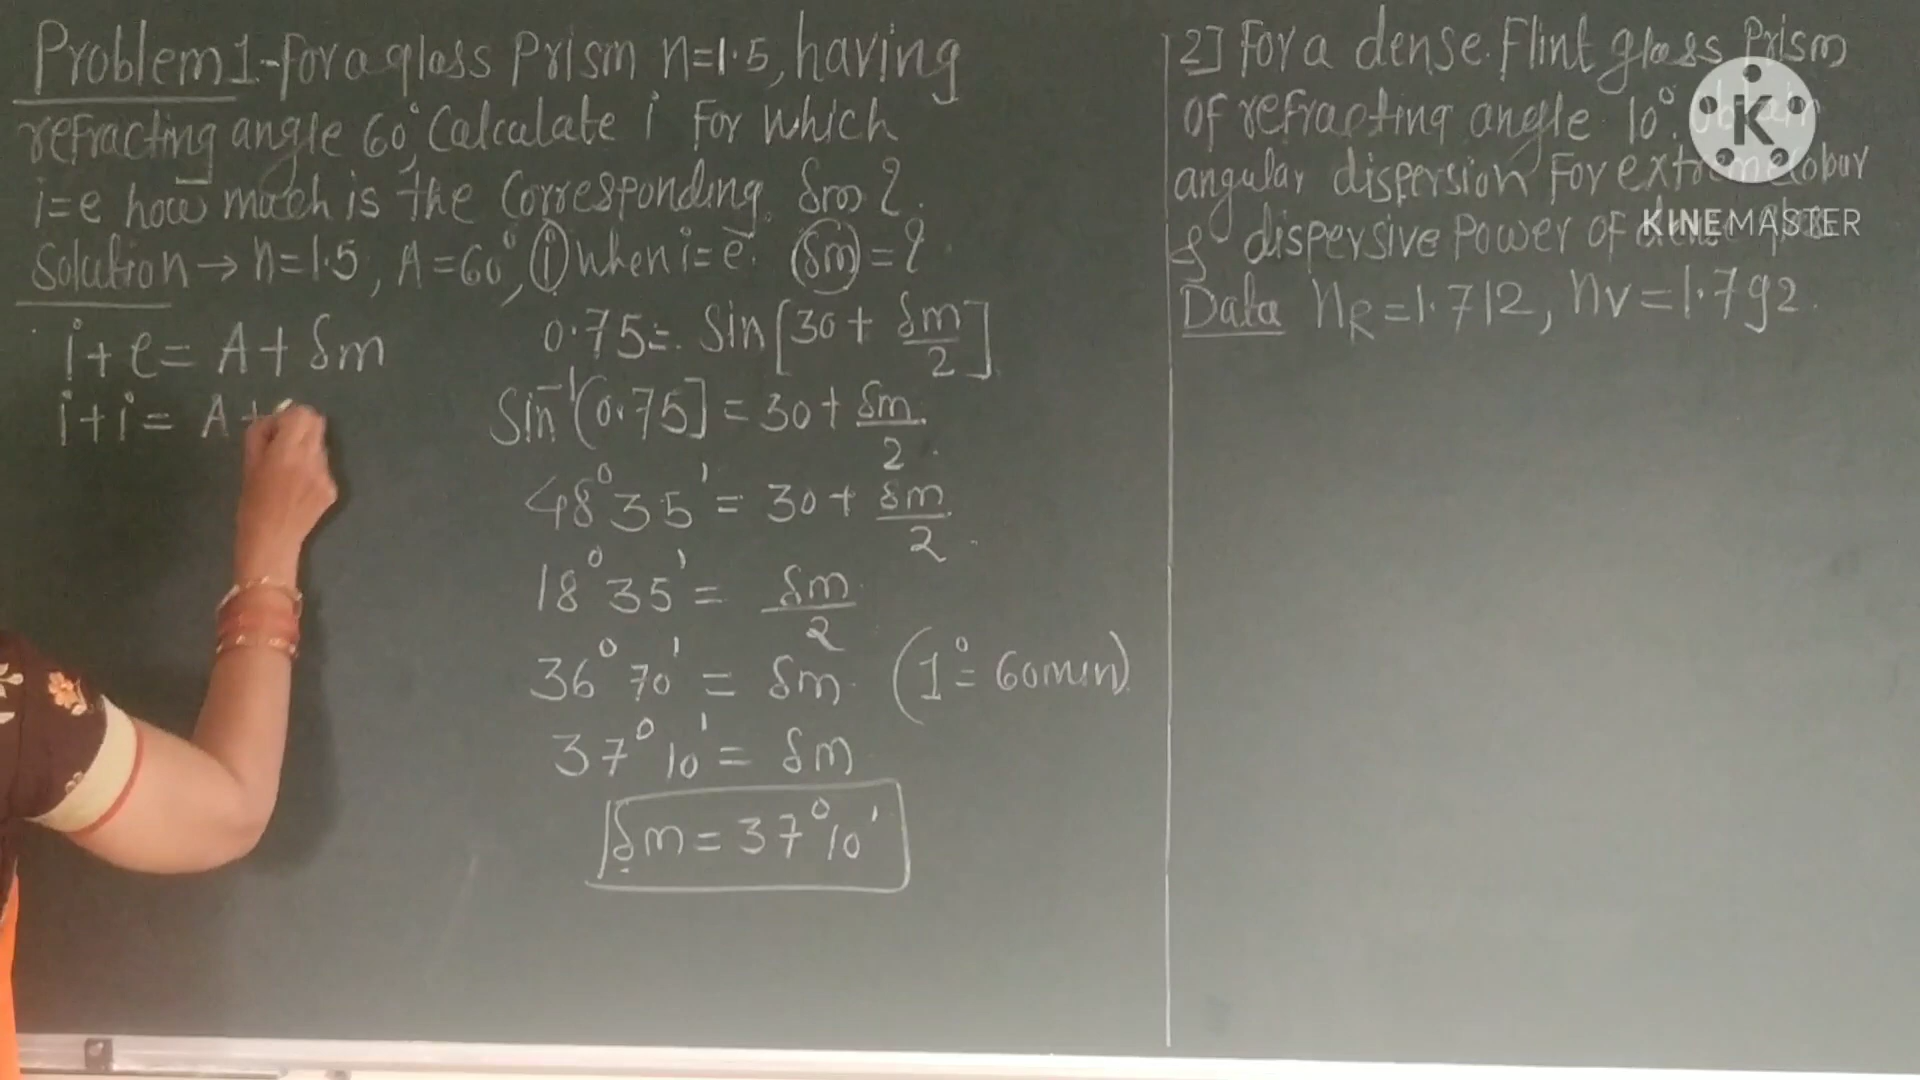 Problem 1 - For a glass Prism n=1.5, having
refracting angle 60°, Calculate i For which
i=e how much is the Corresponding δm ?
Solution → n=1.5, A=60°, i when i=e. δm = ?
i+e = A+δm
i+i = A+
0.75 = Sin[30 + δm/2]
Sin⁻¹(0.75] = 30 + δm/2
48°35' = 30 + δm/2
18°35' = δm/2
36°70' = δm (1°=60min)
37°10' = δm
δm = 37°10'
2] For a dense Flint glass Prism
of refracting angle 10°.
angular dispersion For
& dispersive Power of
Data nR=1.712, nV=1.792.
K
KINEMASTER